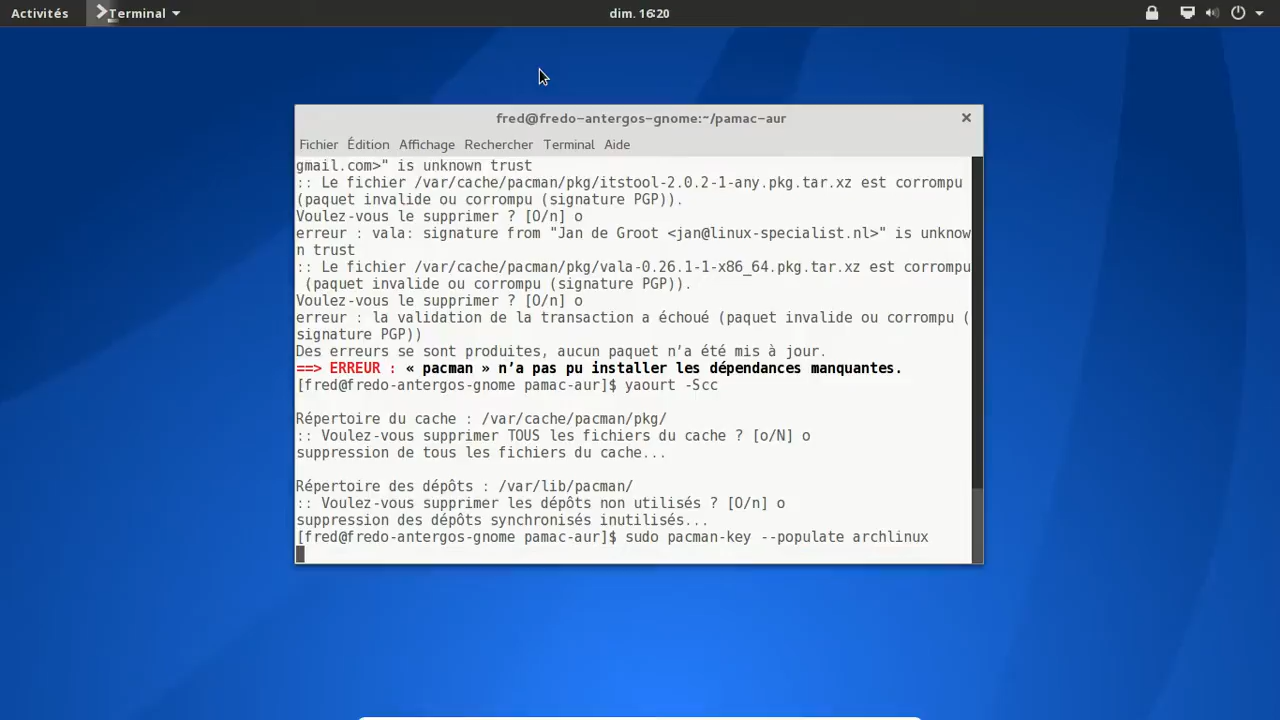 Activités Terminal dim. 16:20
fred@fredo-antergos-gnome:~/pamac-aur
Fichier Édition Affichage Rechercher Terminal Aide
gmail.com>" is unknown trust
:: Le fichier /var/cache/pacman/pkg/itstool-2.0.2-1-any.pkg.tar.xz est corrompu
(paquet invalide ou corrompu (signature PGP)).
Voulez-vous le supprimer ? [O/n] o
erreur : vala: signature from "Jan de Groot <jan@linux-specialist.nl>" is unknow
n trust
:: Le fichier /var/cache/pacman/pkg/vala-0.26.1-1-x86_64.pkg.tar.xz est corrompu
(paquet invalide ou corrompu (signature PGP)).
Voulez-vous le supprimer ? [O/n] o
erreur : la validation de la transaction a échoué (paquet invalide ou corrompu (
signature PGP))
Des erreurs se sont produites, aucun paquet n’a été mis à jour.
==> ERREUR : « pacman » n’a pas pu installer les dépendances manquantes.
[fred@fredo-antergos-gnome pamac-aur]$ yaourt -Scc
Répertoire du cache : /var/cache/pacman/pkg/
:: Voulez-vous supprimer TOUS les fichiers du cache ? [o/N] o
suppression de tous les fichiers du cache...
Répertoire des dépôts : /var/lib/pacman/
:: Voulez-vous supprimer les dépôts non utilisés ? [O/n] o
suppression des dépôts synchronisés inutilisés...
[fred@fredo-antergos-gnome pamac-aur]$ sudo pacman-key --populate archlinux